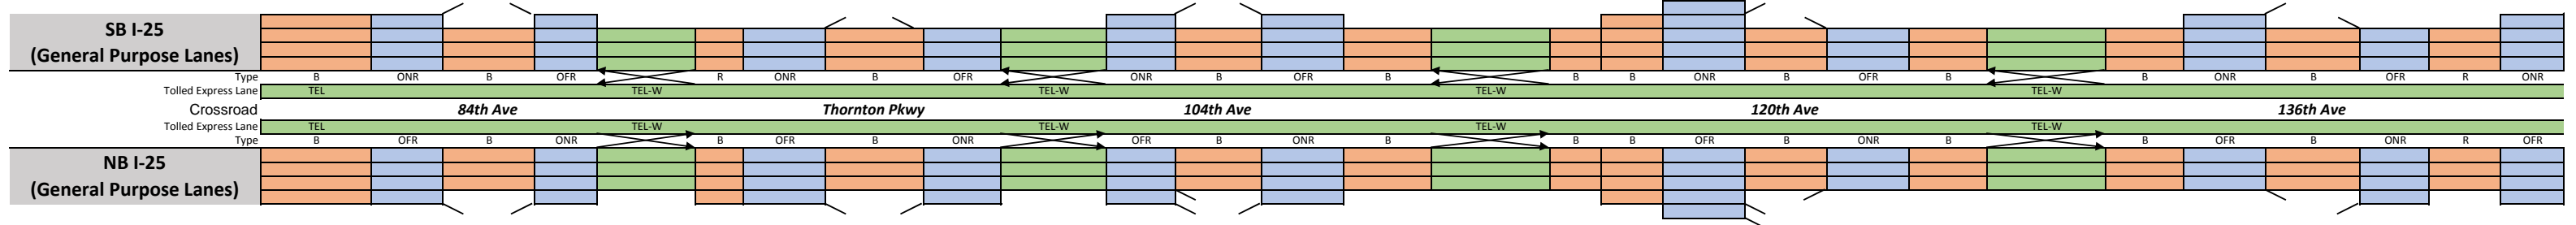 SB I-25
(General Purpose Lanes)
Type B ONR B OFR R ONR B OFR ONR B OFR B B B ONR B OFR B B ONR B OFR R ONR
Tolled Express Lane TEL TEL-W TEL-W TEL-W TEL-W
Crossroad 84th Ave Thornton Pkwy 104th Ave 120th Ave 136th Ave
Tolled Express Lane TEL TEL-W TEL-W TEL-W TEL-W
Type B OFR B ONR B OFR B ONR OFR B ONR B B B OFR B ONR B B OFR B ONR R OFR
NB I-25
(General Purpose Lanes)